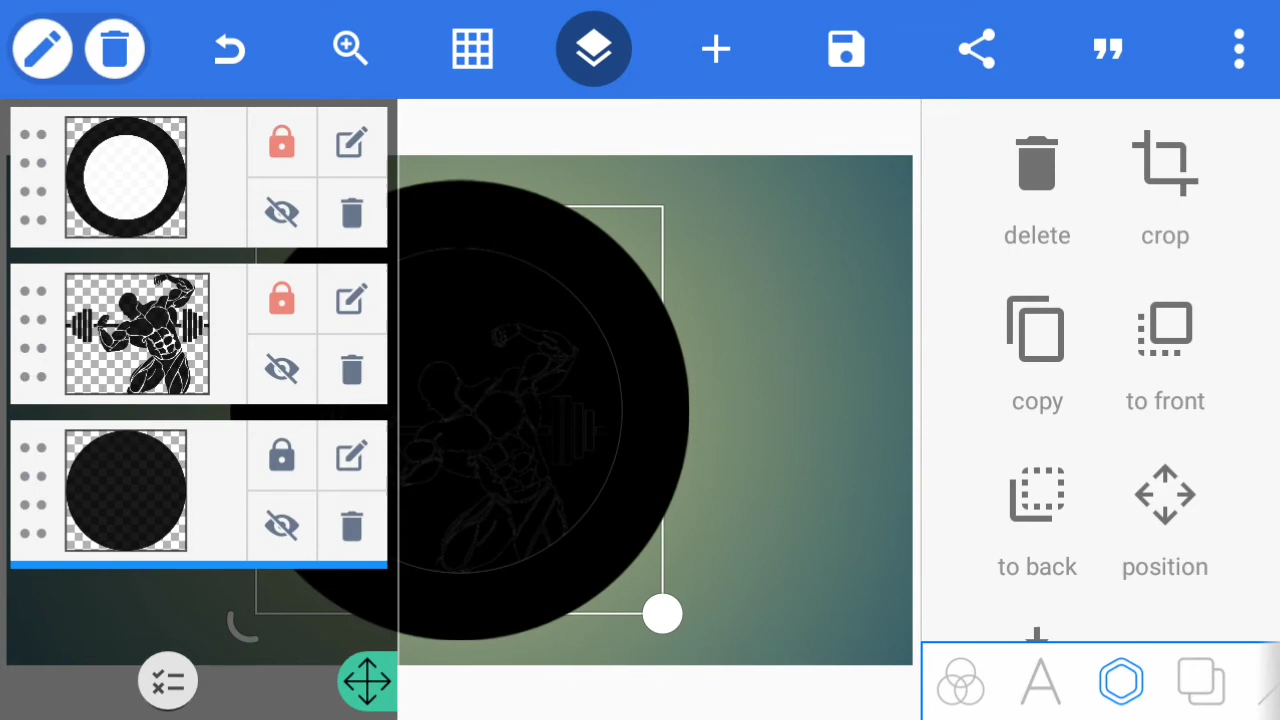 delete
crop
copy
to front
to back
position